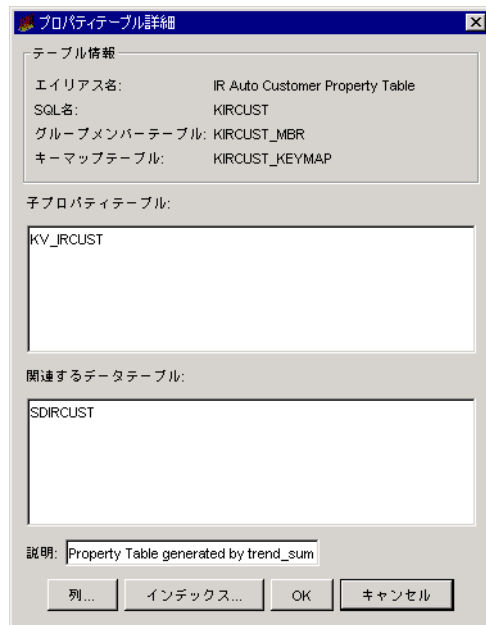 プロパティテーブル詳細
テーブル情報
エイリアス名: IR Auto Customer Property Table
SQL名: KIRCUST
グループメンバーテーブル: KIRCUST_MBR
キーマップテーブル: KIRCUST_KEYMAP
子プロパティテーブル:
KV_IRCUST
関連するデータテーブル:
SDIRCUST
説明: Property Table generated by trend_sum
列... インデックス... OK キャンセル